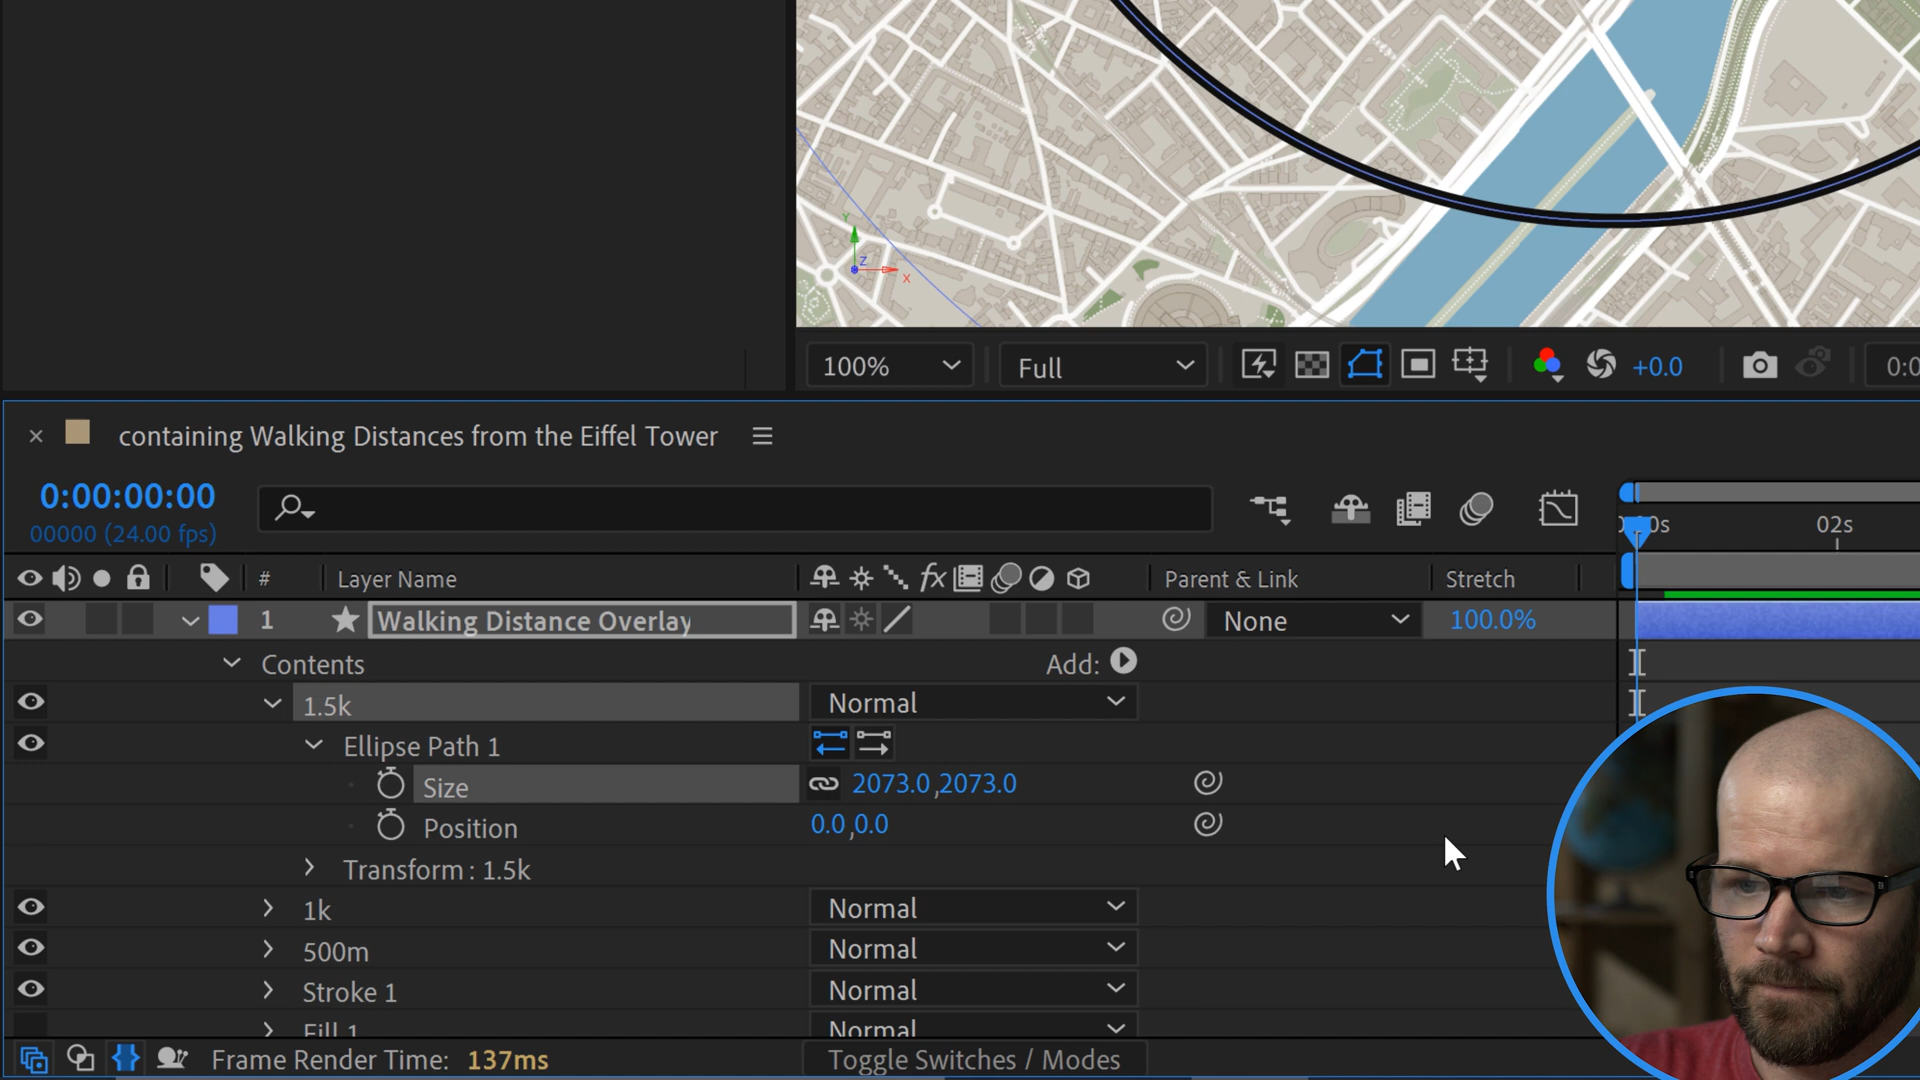 Y
Z
X
100%
Full
+0.0
0:0
containing Walking Distances from the Eiffel Tower
0:00:00:00
00000 (24.00 fps)
02s
# Layer Name
fx
Parent & Link
Stretch
1 Walking Distance Overlay
None
100.0%
Contents
Add:
1.5k
Normal
Ellipse Path 1
Size
2073.0,2073.0
Position
0.0,0.0
Transform : 1.5k
1k
Normal
500m
Normal
Stroke 1
Normal
Fill 1
Normal
Frame Render Time: 137ms
Toggle Switches / Modes